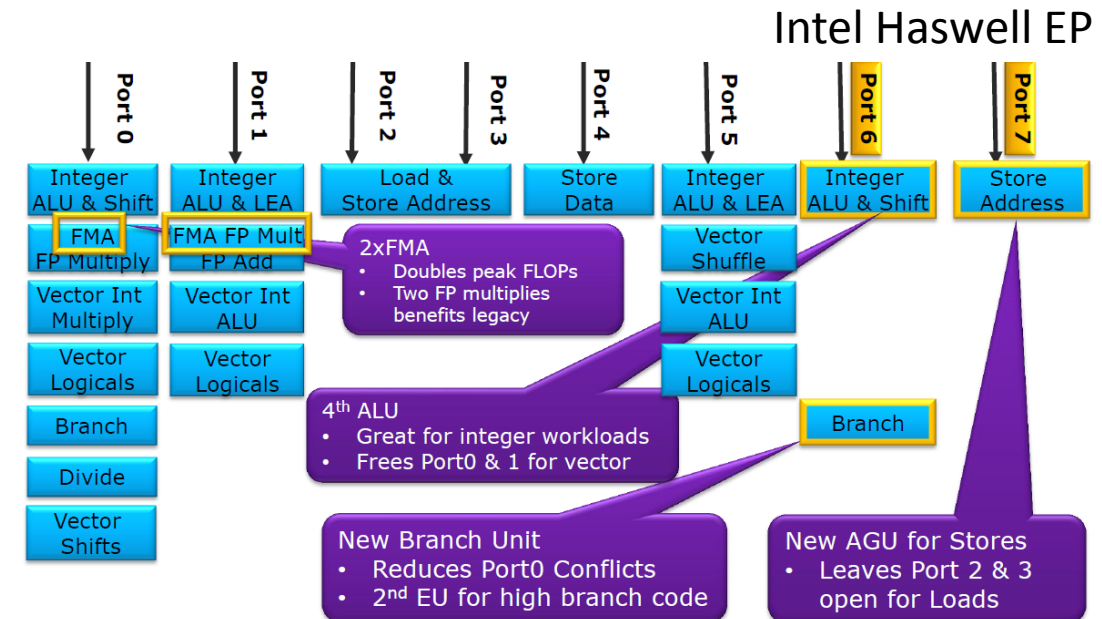 Intel Haswell EP
Port 0
Port 1
Port 2
Port 3
Port 4
Port 5
Port 6
Port 7
Integer
ALU & Shift
Integer
ALU & LEA
Load &
Store Address
Store
Data
Integer
ALU & LEA
Integer
ALU & Shift
Store
Address
FMA
FP Multiply
FMA FP Mult
FP Add
2xFMA
• Doubles peak FLOPs
• Two FP multiplies
benefits legacy
Vector
Shuffle
Vector Int
Multiply
Vector Int
ALU
Vector Int
ALU
Vector
Logicals
Vector
Logicals
Vector
Logicals
4th ALU
• Great for integer workloads
• Frees Port0 & 1 for vector
Branch
Branch
Divide
Vector
Shifts
New Branch Unit
• Reduces Port0 Conflicts
• 2nd EU for high branch code
New AGU for Stores
• Leaves Port 2 & 3
open for Loads